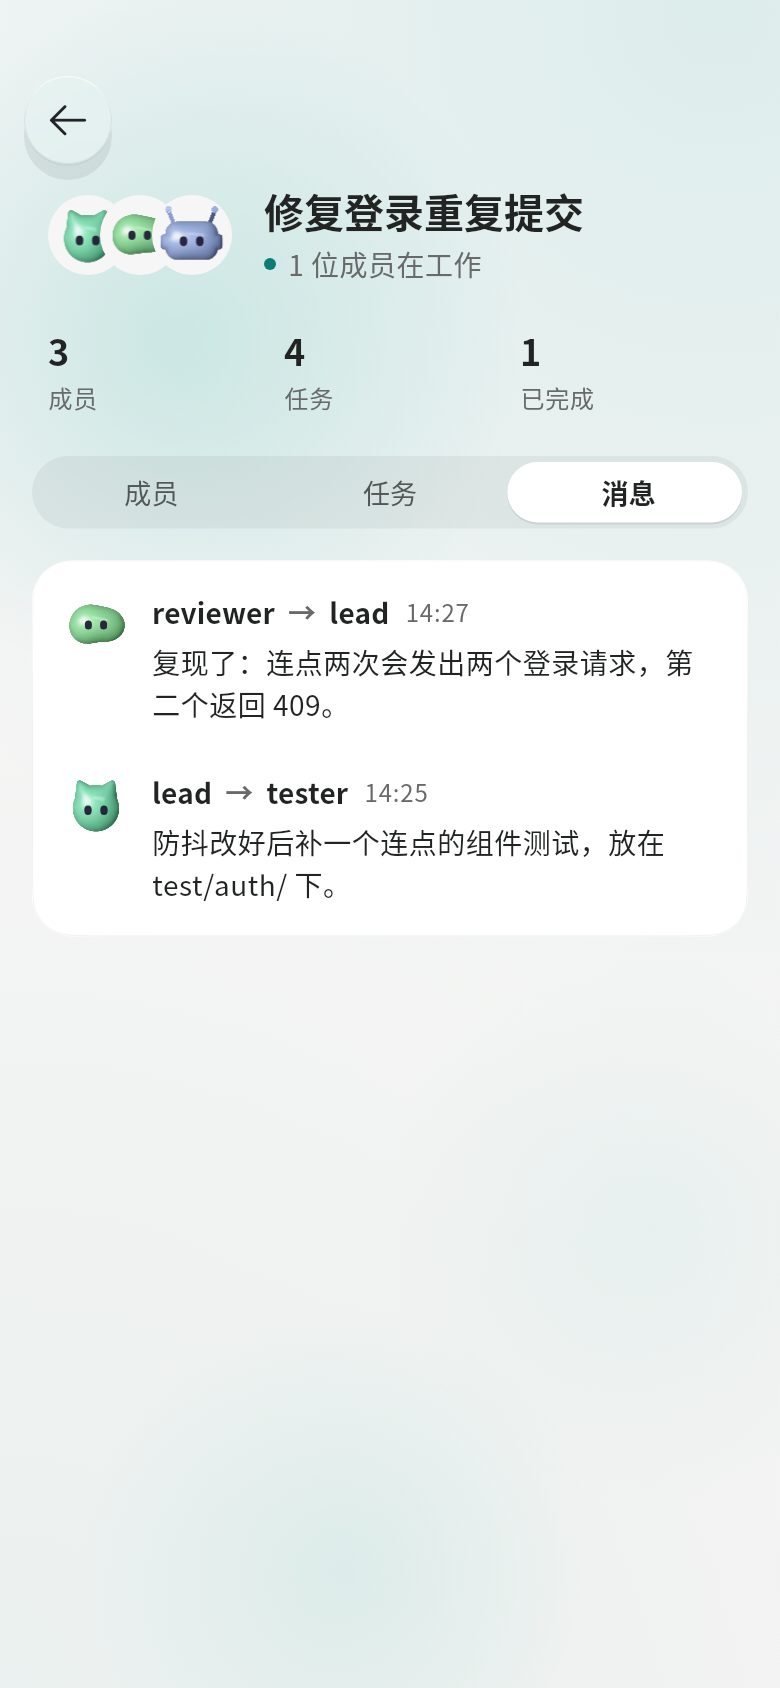 修复登录重复提交
1 位成员在工作
3
4
1
成员
任务
已完成
成员
任务
消息
reviewer → lead 14:27
复现了：连点两次会发出两个登录请求，第
二个返回 409。
lead → tester 14:25
防抖改好后补一个连点的组件测试，放在
test/auth/ 下。